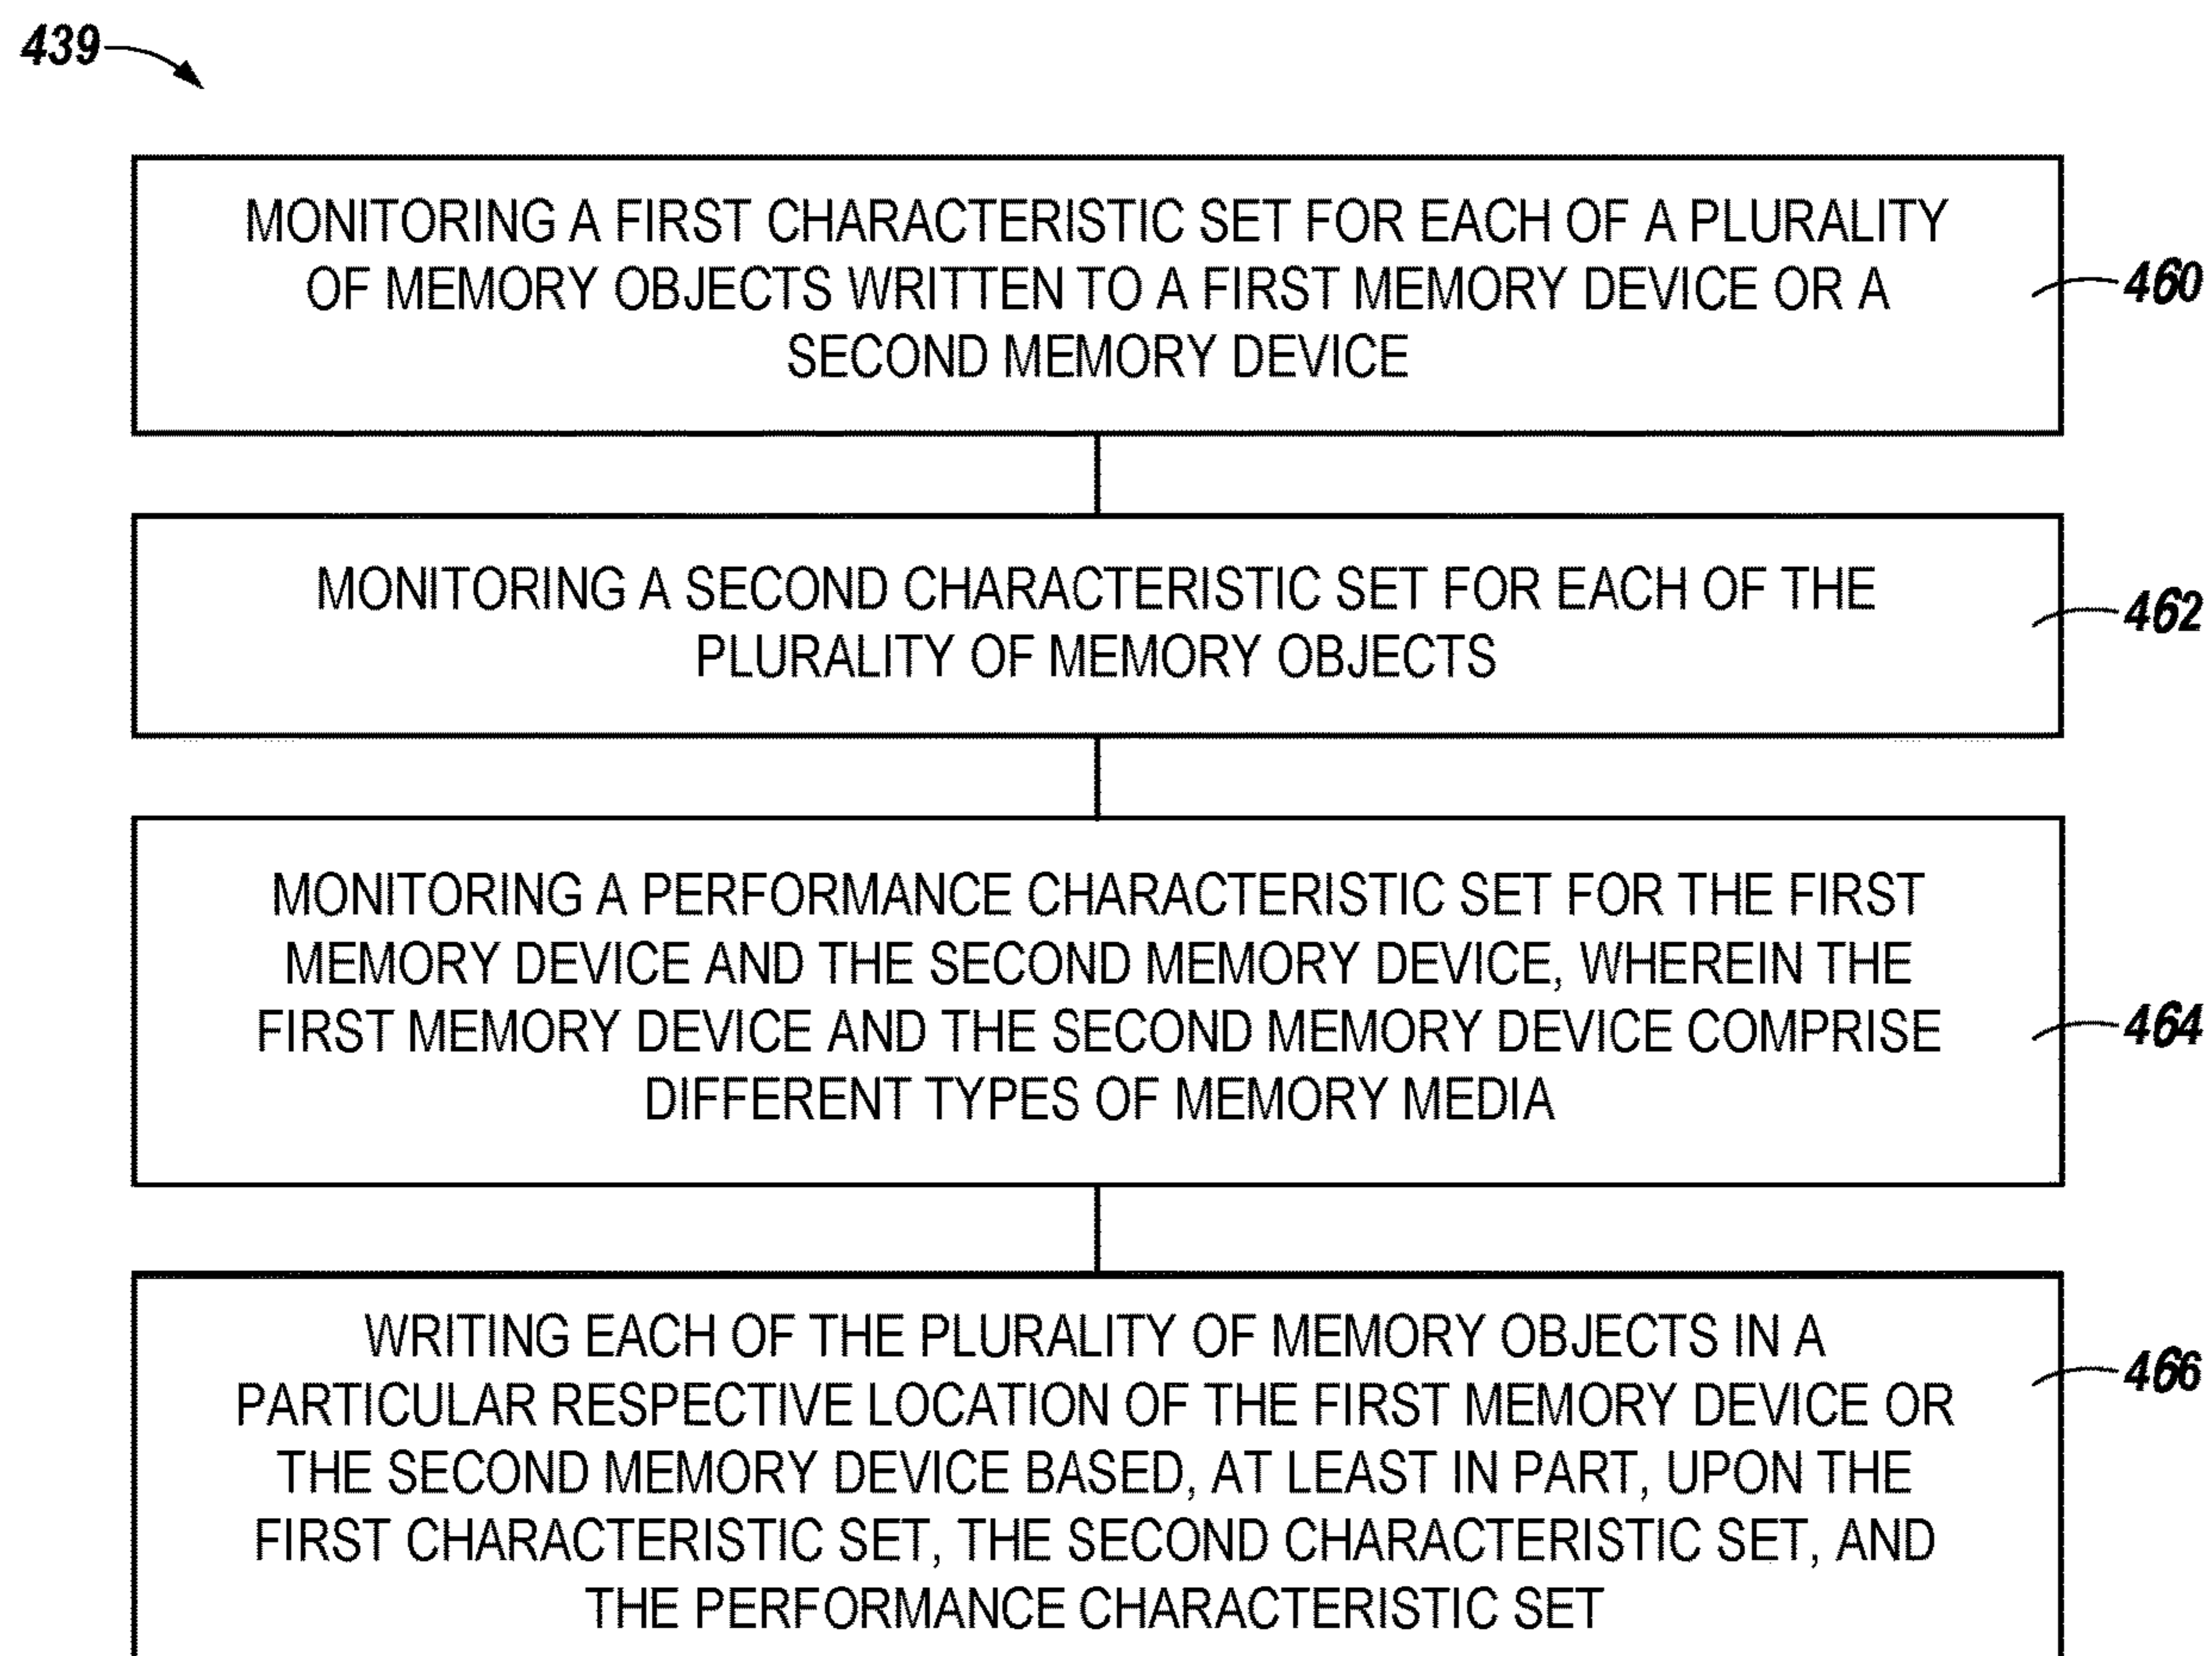 439
MONITORING A FIRST CHARACTERISTIC SET FOR EACH OF A PLURALITY
OF MEMORY OBJECTS WRITTEN TO A FIRST MEMORY DEVICE OR A
SECOND MEMORY DEVICE
460
MONITORING A SECOND CHARACTERISTIC SET FOR EACH OF THE
PLURALITY OF MEMORY OBJECTS
462
MONITORING A PERFORMANCE CHARACTERISTIC SET FOR THE FIRST
MEMORY DEVICE AND THE SECOND MEMORY DEVICE, WHEREIN THE
FIRST MEMORY DEVICE AND THE SECOND MEMORY DEVICE COMPRISE
DIFFERENT TYPES OF MEMORY MEDIA
464
WRITING EACH OF THE PLURALITY OF MEMORY OBJECTS IN A
PARTICULAR RESPECTIVE LOCATION OF THE FIRST MEMORY DEVICE OR
THE SECOND MEMORY DEVICE BASED, AT LEAST IN PART, UPON THE
FIRST CHARACTERISTIC SET, THE SECOND CHARACTERISTIC SET, AND
THE PERFORMANCE CHARACTERISTIC SET
466